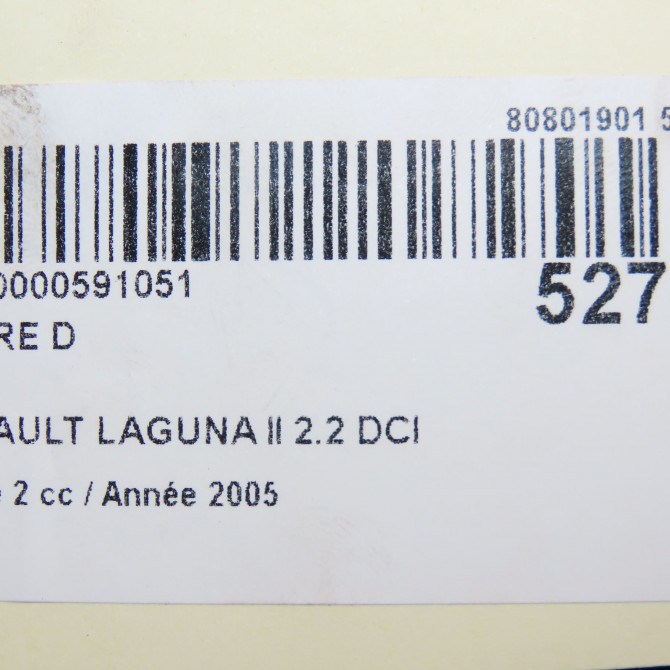 80801901 5
0000591051
527
RE D
AULT LAGUNA II 2.2 DCI
e 2 cc / Année 2005